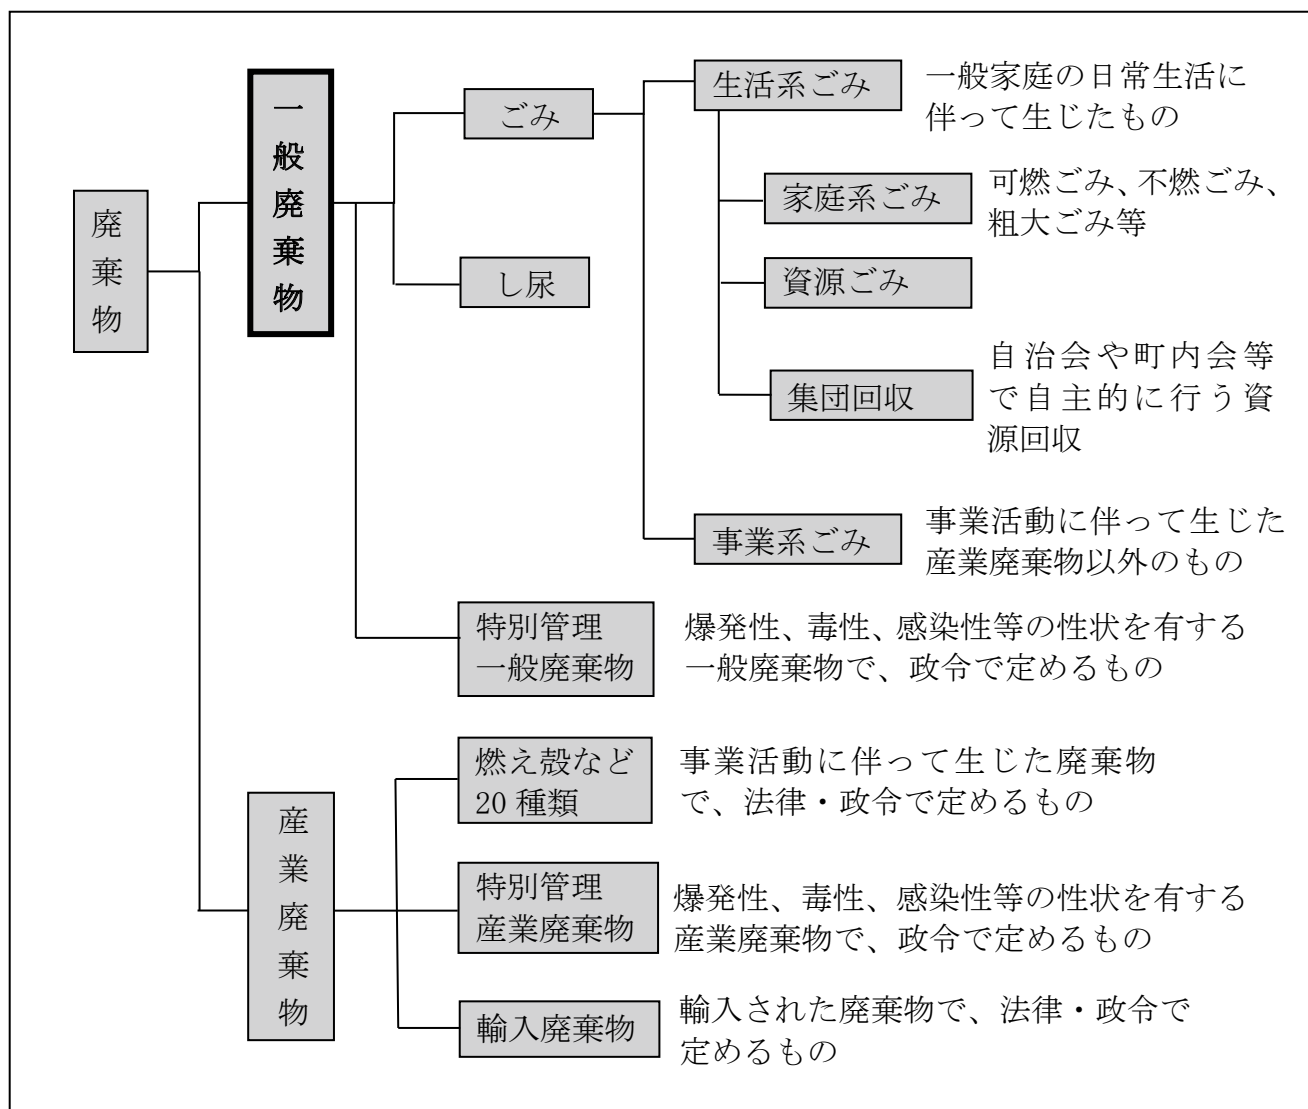 廃棄物
一般廃棄物
ごみ
生活系ごみ
一般家庭の日常生活に
伴って生じたもの
家庭系ごみ
可燃ごみ、不燃ごみ、
粗大ごみ等
資源ごみ
集団回収
自治会や町内会等
で自主的に行う資
源回収
事業系ごみ
事業活動に伴って生じた
産業廃棄物以外のもの
し尿
特別管理
一般廃棄物
爆発性、毒性、感染性等の性状を有する
一般廃棄物で、政令で定めるもの
産業廃棄物
燃え殻など
20 種類
事業活動に伴って生じた廃棄物
で、法律・政令で定めるもの
特別管理
産業廃棄物
爆発性、毒性、感染性等の性状を有する
産業廃棄物で、政令で定めるもの
輸入廃棄物
輸入された廃棄物で、法律・政令で
定めるもの